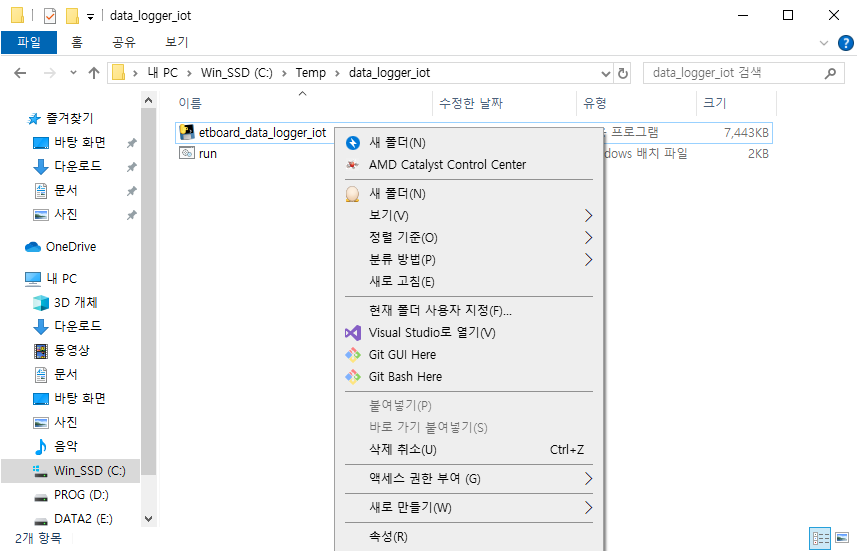 data_logger_iot
파일 홈 공유 보기
내 PC > Win_SSD (C:) > Temp > data_logger_iot
data_logger_iot 검색
이름 수정한 날짜 유형 크기
etboard_data_logger_iot 프로그램 7,443KB
run dows 배치 파일 2KB
즐겨찾기
바탕 화면
다운로드
문서
사진
OneDrive
내 PC
3D 개체
다운로드
동영상
문서
바탕 화면
사진
음악
Win_SSD (C:)
PROG (D:)
DATA2 (E:)
새 폴더(N)
AMD Catalyst Control Center
새 폴더(N)
보기(V)
정렬 기준(O)
분류 방법(P)
새로 고침(E)
현재 폴더 사용자 지정(F)...
Visual Studio로 열기(V)
Git GUI Here
Git Bash Here
붙여넣기(P)
바로 가기 붙여넣기(S)
삭제 취소(U) Ctrl+Z
액세스 권한 부여 (G)
새로 만들기(W)
속성(R)
2개 항목